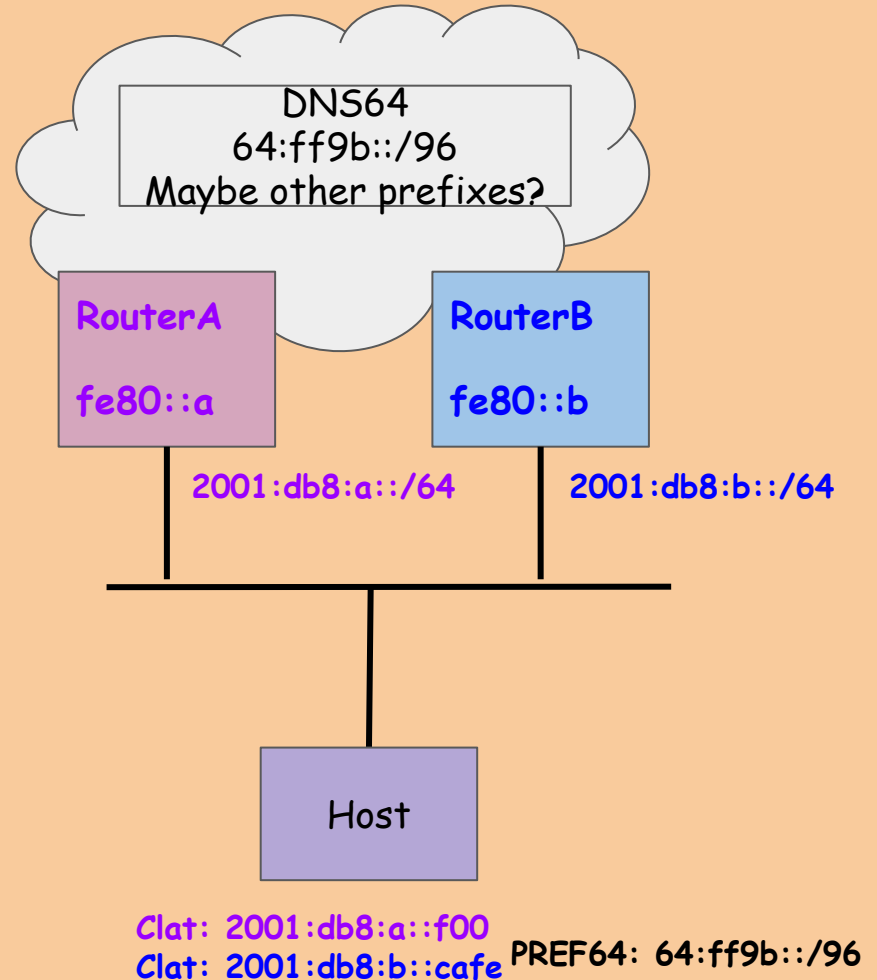 DNS64
64:ff9b::/96
Maybe other prefixes?
RouterA
fe80::a
RouterB
fe80::b
2001:db8:a::/64
2001:db8:b::/64
Host
Clat: 2001:db8:a::f00
Clat: 2001:db8:b::cafe
PREF64: 64:ff9b::/96